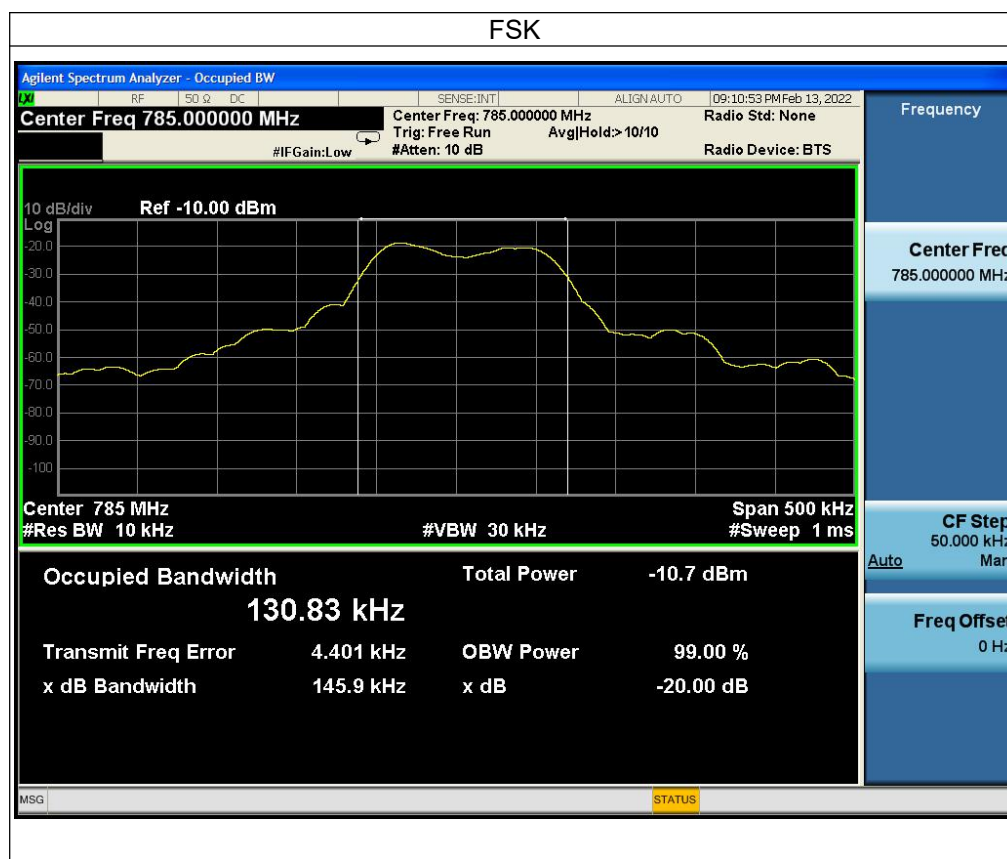 FSK
Agilent Spectrum Analyzer - Occupied BW
LXI RF 50 Ω DC SENSE:INT ALIGN AUTO 09:10:53 PM Feb 13, 2022
Center Freq 785.000000 MHz
Center Freq: 785.000000 MHz Radio Std: None
Trig: Free Run Avg|Hold:> 10/10
#IFGain:Low #Atten: 10 dB Radio Device: BTS
Frequency
10 dB/div Ref -10.00 dBm
Log
-20.0
-30.0
-40.0
-50.0
-60.0
-70.0
-80.0
-90.0
-100
Center 785 MHz Span 500 kHz
#Res BW 10 kHz #VBW 30 kHz #Sweep 1 ms
Center Freq
785.000000 MHz
CF Step
50.000 kHz
Auto Man
Freq Offset
0 Hz
Occupied Bandwidth Total Power -10.7 dBm
130.83 kHz
Transmit Freq Error 4.401 kHz OBW Power 99.00 %
x dB Bandwidth 145.9 kHz x dB -20.00 dB
MSG STATUS